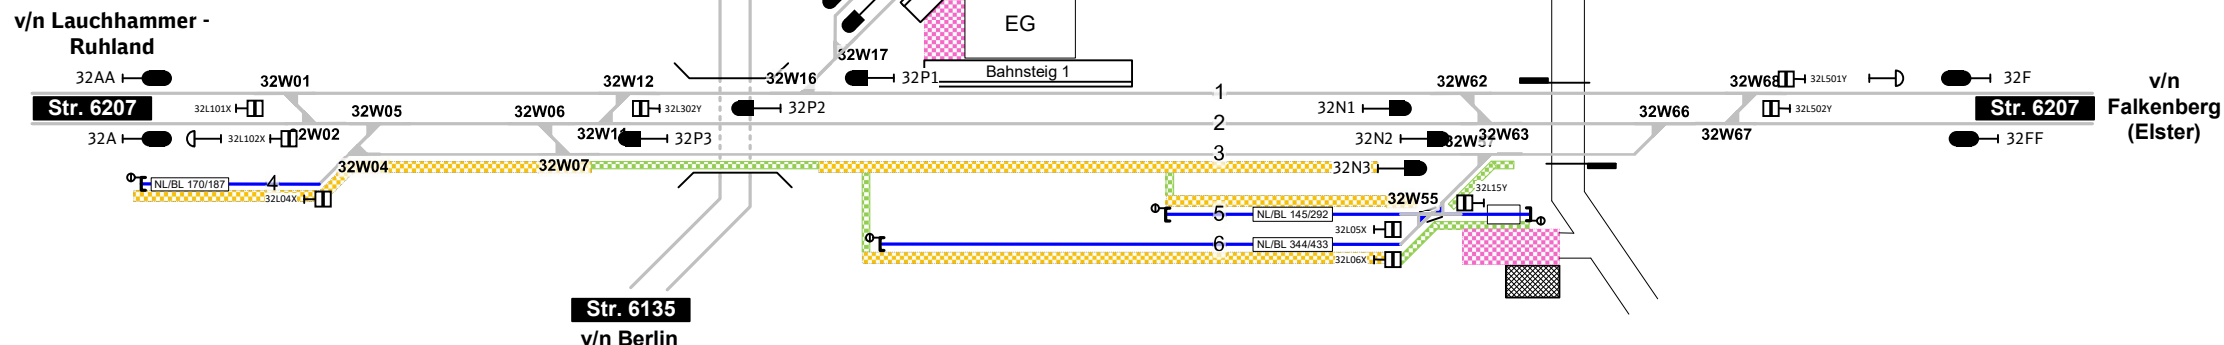 v/n Lauchhammer -
Ruhland
EG
32W17
32AA
32W01
32W12
32W16
32P1
Bahnsteig 1
32W62
32W68
32L501Y
32F
v/n
Falkenberg
(Elster)
1
Str. 6207
32L101X
32W05
32W06
32L302Y
32P2
32N1
32W66
32L502Y
Str. 6207
2
32A
32L102X
32W02
32W11
32P3
32N2
32W57
32W63
32W67
32FF
3
32W04
32W07
32N3
NL/BL 170/187
4
32L04X
32W55
32L15Y
5
NL/BL 145/292
32L05X
6
NL/BL 344/433
32L06X
Str. 6135
v/n Berlin